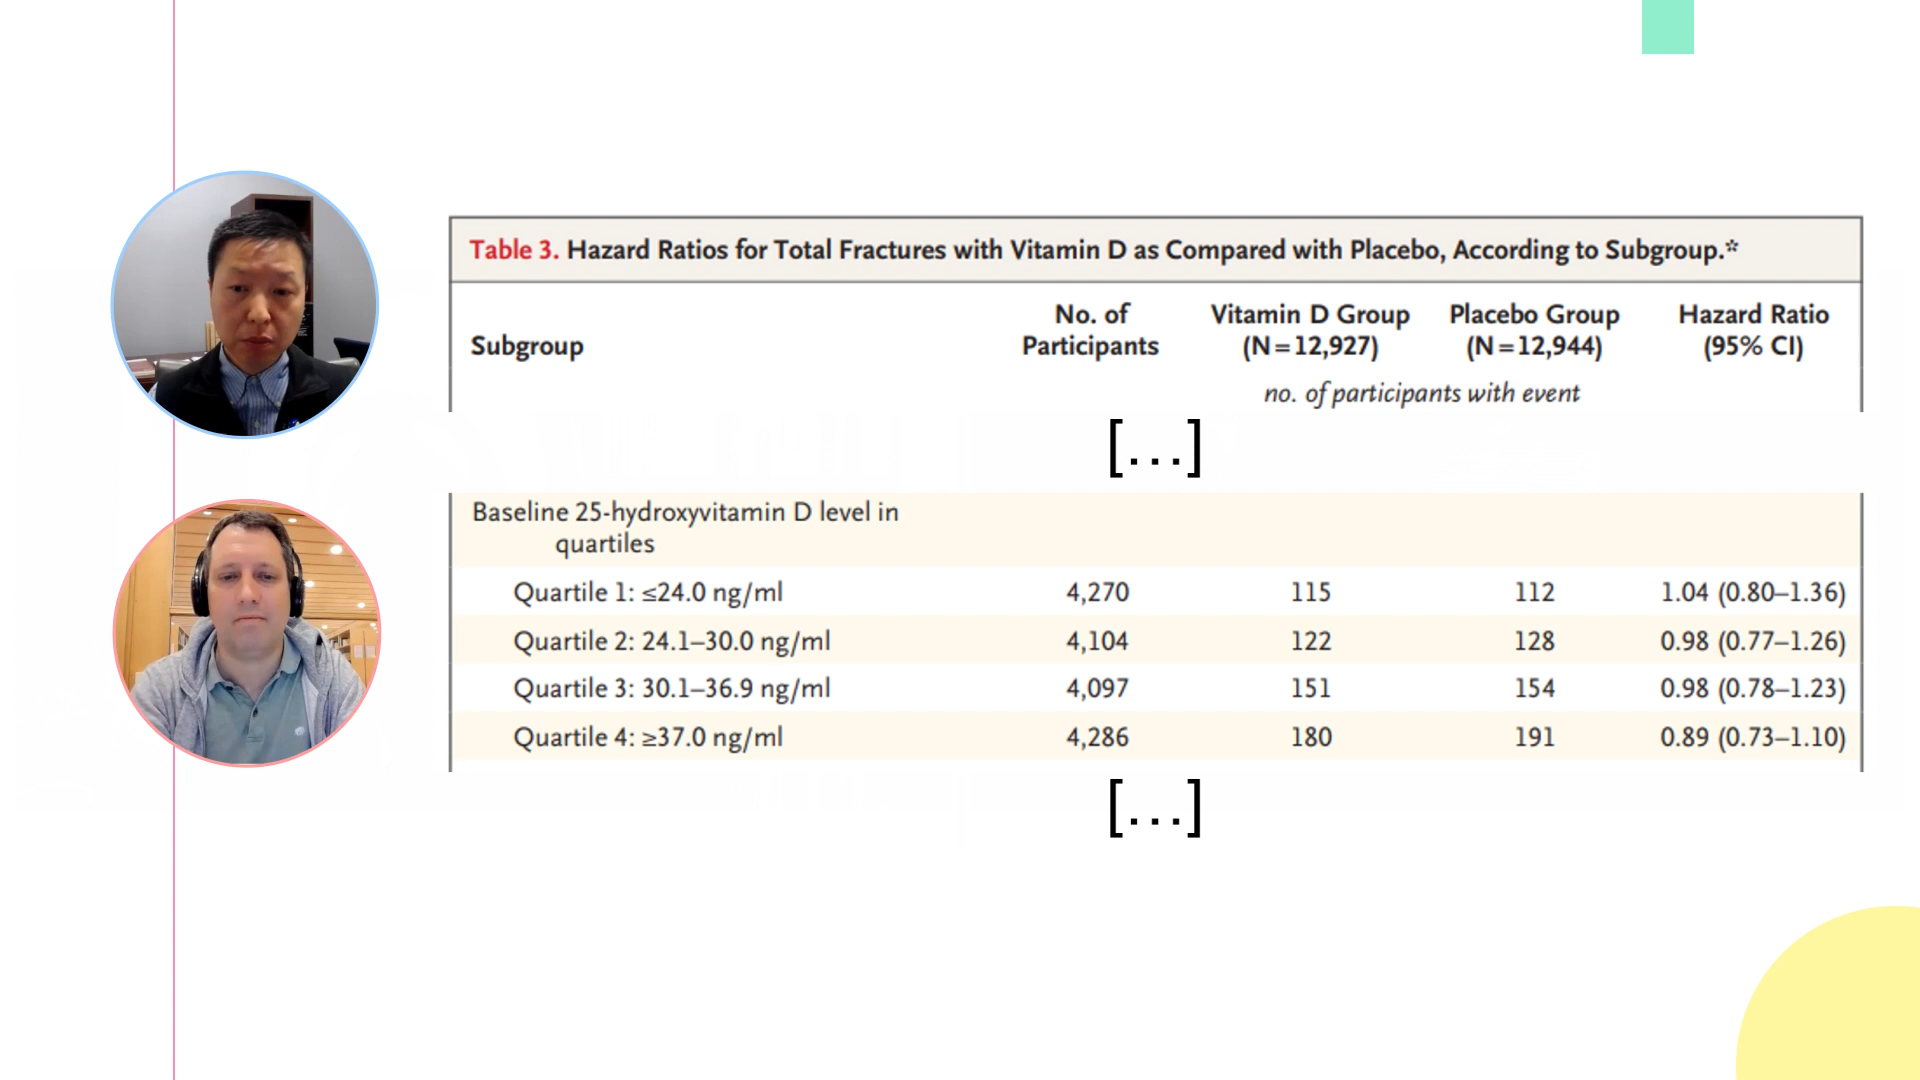 Table 3. Hazard Ratios for Total Fractures with Vitamin D as Compared with Placebo, According to Subgroup.*
Subgroup No. of Participants Vitamin D Group (N=12,927) Placebo Group (N=12,944) Hazard Ratio (95% CI)
no. of participants with event
[...]
Baseline 25-hydroxyvitamin D level in
quartiles
Quartile 1: ≤24.0 ng/ml 4,270 115 112 1.04 (0.80–1.36)
Quartile 2: 24.1–30.0 ng/ml 4,104 122 128 0.98 (0.77–1.26)
Quartile 3: 30.1–36.9 ng/ml 4,097 151 154 0.98 (0.78–1.23)
Quartile 4: ≥37.0 ng/ml 4,286 180 191 0.89 (0.73–1.10)
[...]